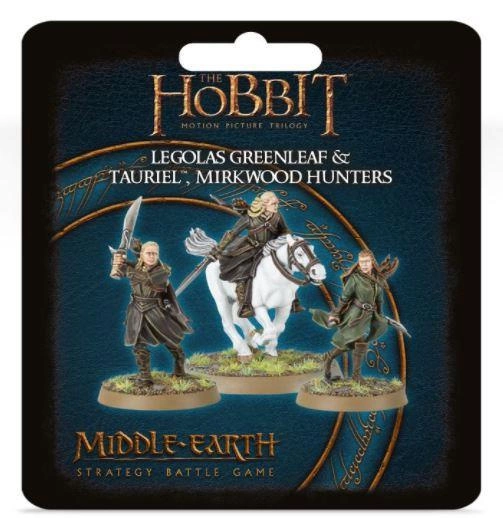 THE
HOBBIT
MOTION PICTURE TRILOGY
LEGOLAS GREENLEAF &
TAURIEL™, MIRKWOOD HUNTERS
MIDDLE-EARTH
STRATEGY BATTLE GAME